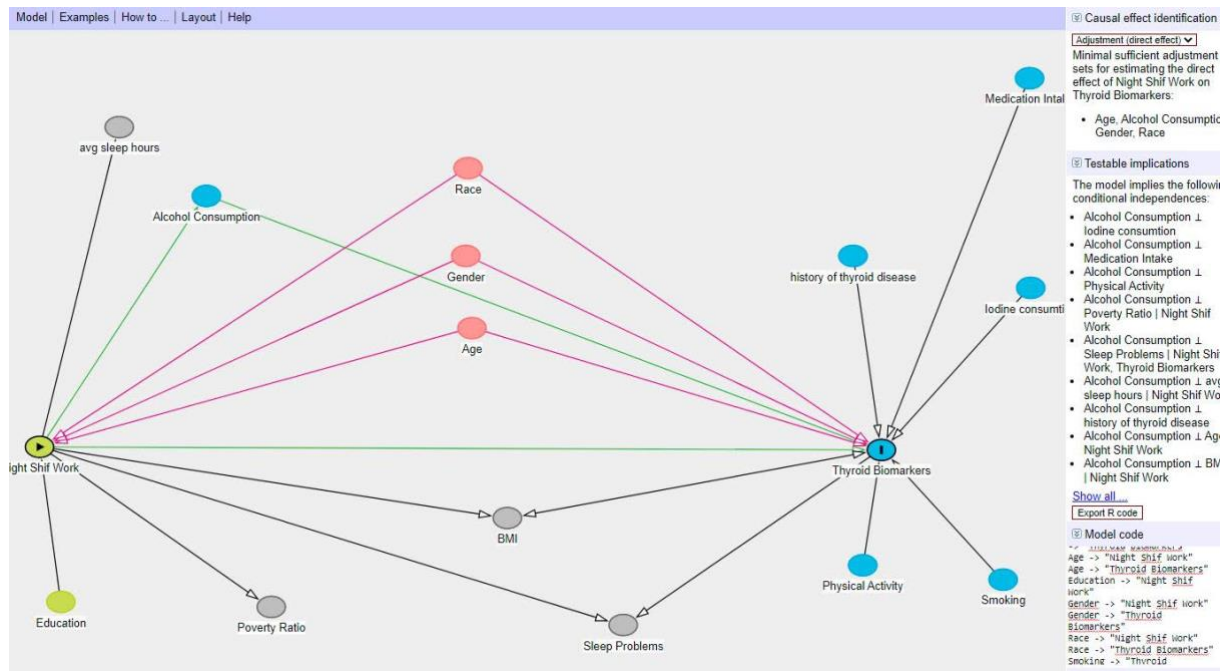 Model | Examples | How to ... | Layout | Help
avg sleep hours
Alcohol Consumption
Race
Gender
Age
Medication Intal
history of thyroid disease
Iodine consumti
ight Shif Work
Thyroid Biomarkers
BMI
Education
Poverty Ratio
Sleep Problems
Physical Activity
Smoking
Causal effect identification
Adjustment (direct effect)
Minimal sufficient adjustment
sets for estimating the direct
effect of Night Shif Work on
Thyroid Biomarkers:
• Age, Alcohol Consumptic
Gender, Race
Testable implications
The model implies the followin
conditional independences:
• Alcohol Consumption ⊥
Iodine consumtion
• Alcohol Consumption ⊥
Medication Intake
• Alcohol Consumption ⊥
Physical Activity
• Alcohol Consumption ⊥
Poverty Ratio | Night Shif
Work
• Alcohol Consumption ⊥
Sleep Problems | Night Shif
Work, Thyroid Biomarkers
• Alcohol Consumption ⊥ avg
sleep hours | Night Shif Wo
• Alcohol Consumption ⊥
history of thyroid disease
• Alcohol Consumption ⊥ Age
Night Shif Work
• Alcohol Consumption ⊥ BM
| Night Shif Work
Show all ...
Export R code
Model code
-> "Thyroid Biomarkers"
Age -> "Night Shif Work"
Age -> "Thyroid Biomarkers"
Education -> "Night Shif
Work"
Gender -> "Night Shif Work"
Gender -> "Thyroid
Biomarkers"
Race -> "Night Shif Work"
Race -> "Thyroid Biomarkers"
Smoking -> "Thyroid